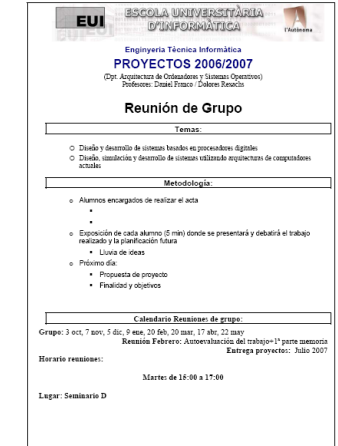 EUI
ESCOLA UNIVERSITÀRIA
D'INFORMÀTICA
l'Autònoma
Enginyeria Tècnica Informàtica
PROYECTOS 2006/2007
(Dpt. Arquitectura de Ordenadores y Sistemas Operativos)
Profesores: Daniel Franco / Dolores Rexachs
Reunión de Grupo
Temas:
Diseño y desarrollo de sistemas basados en procesadores digitales
Diseño, simulación y desarrollo de sistemas utilizando arquitecturas de computadores
actuales
Metodología:
Alumnos encargados de realizar el acta
Exposición de cada alumno (5 min) donde se presentará y debatirá el trabajo
realizado y la planificación futura
Lluvia de ideas
Próximo día:
Propuesta de proyecto
Finalidad y objetivos
Calendario Reuniones de grupo:
Grupo: 3 oct, 7 nov, 5 dic, 9 ene, 20 feb, 20 mar, 17 abr, 22 may
Reunión Febrero: Autoevaluación del trabajo+1ª parte memoria
Entrega proyectos: Julio 2007
Horario reuniones:
Martes de 15:00 a 17:00
Lugar: Seminario D